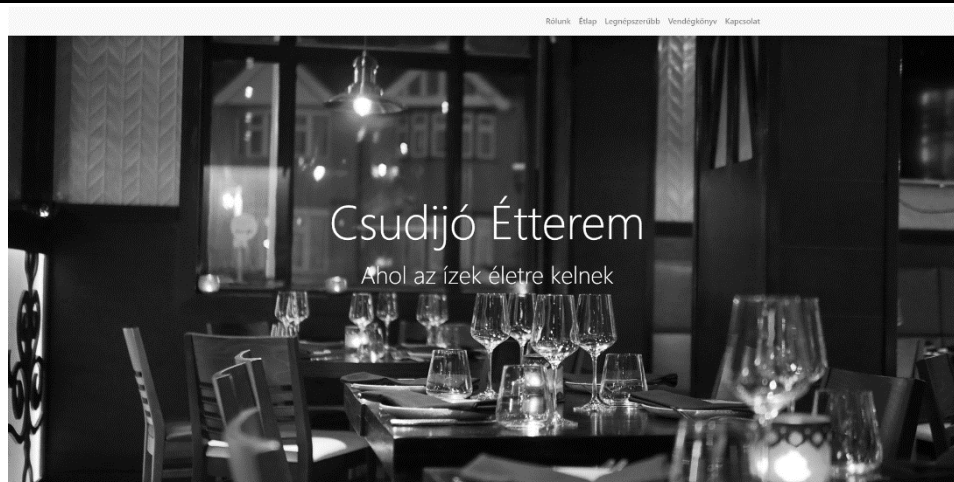 Rólunk Étlap Legnépszerűbb Vendégkönyv Kapcsolat
Csudijó Étterem
Ahol az ízek életre kelnek